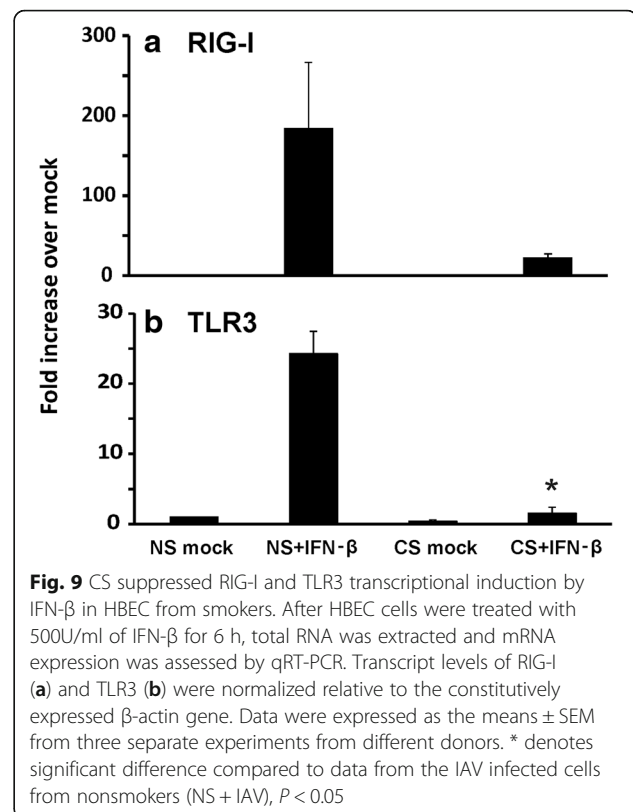 a RIG-I
300
200
100
0
Fold increase over mock
b TLR3
30
20
10
0
*
NS mock NS+IFN-β CS mock CS+IFN-β
Fig. 9 CS suppressed RIG-I and TLR3 transcriptional induction by
IFN-β in HBEC from smokers. After HBEC cells were treated with
500U/ml of IFN-β for 6 h, total RNA was extracted and mRNA
expression was assessed by qRT-PCR. Transcript levels of RIG-I
(a) and TLR3 (b) were normalized relative to the constitutively
expressed β-actin gene. Data were expressed as the means ± SEM
from three separate experiments from different donors. * denotes
significant difference compared to data from the IAV infected cells
from nonsmokers (NS + IAV), P < 0.05